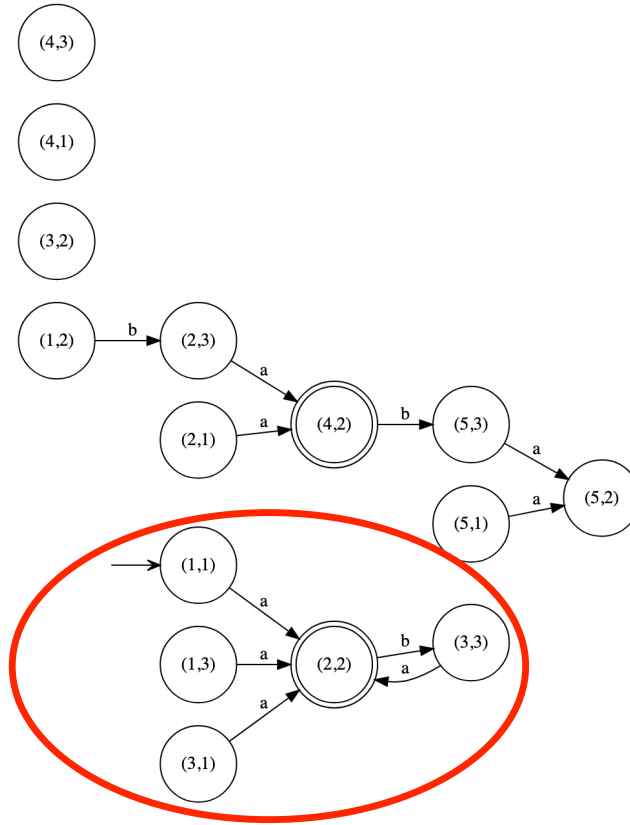 (4,3)
(4,1)
(3,2)
(1,2)
b
(2,3)
a
(2,1)
a
(4,2)
b
(5,3)
a
(5,1)
a
(5,2)
(1,1)
a
(1,3)
a
(2,2)
b
a
(3,3)
(3,1)
a